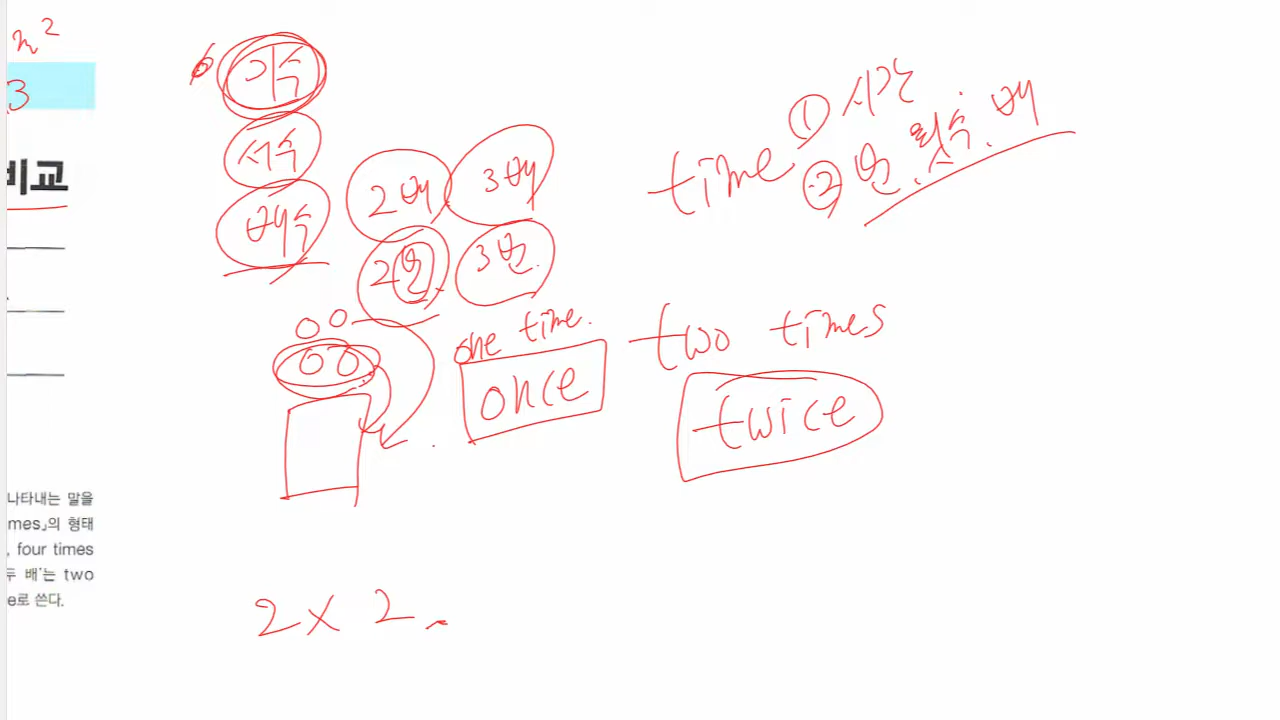 n²
3
비교
기수
서수
배수
2배 3배
2번 3번
time ① 시간
② 번. 횟수. 배
one time.
once
two times
twice
나타내는 말을
mes」의 형태
, four times
두 배'는 two
e로 쓴다.
2 × 2